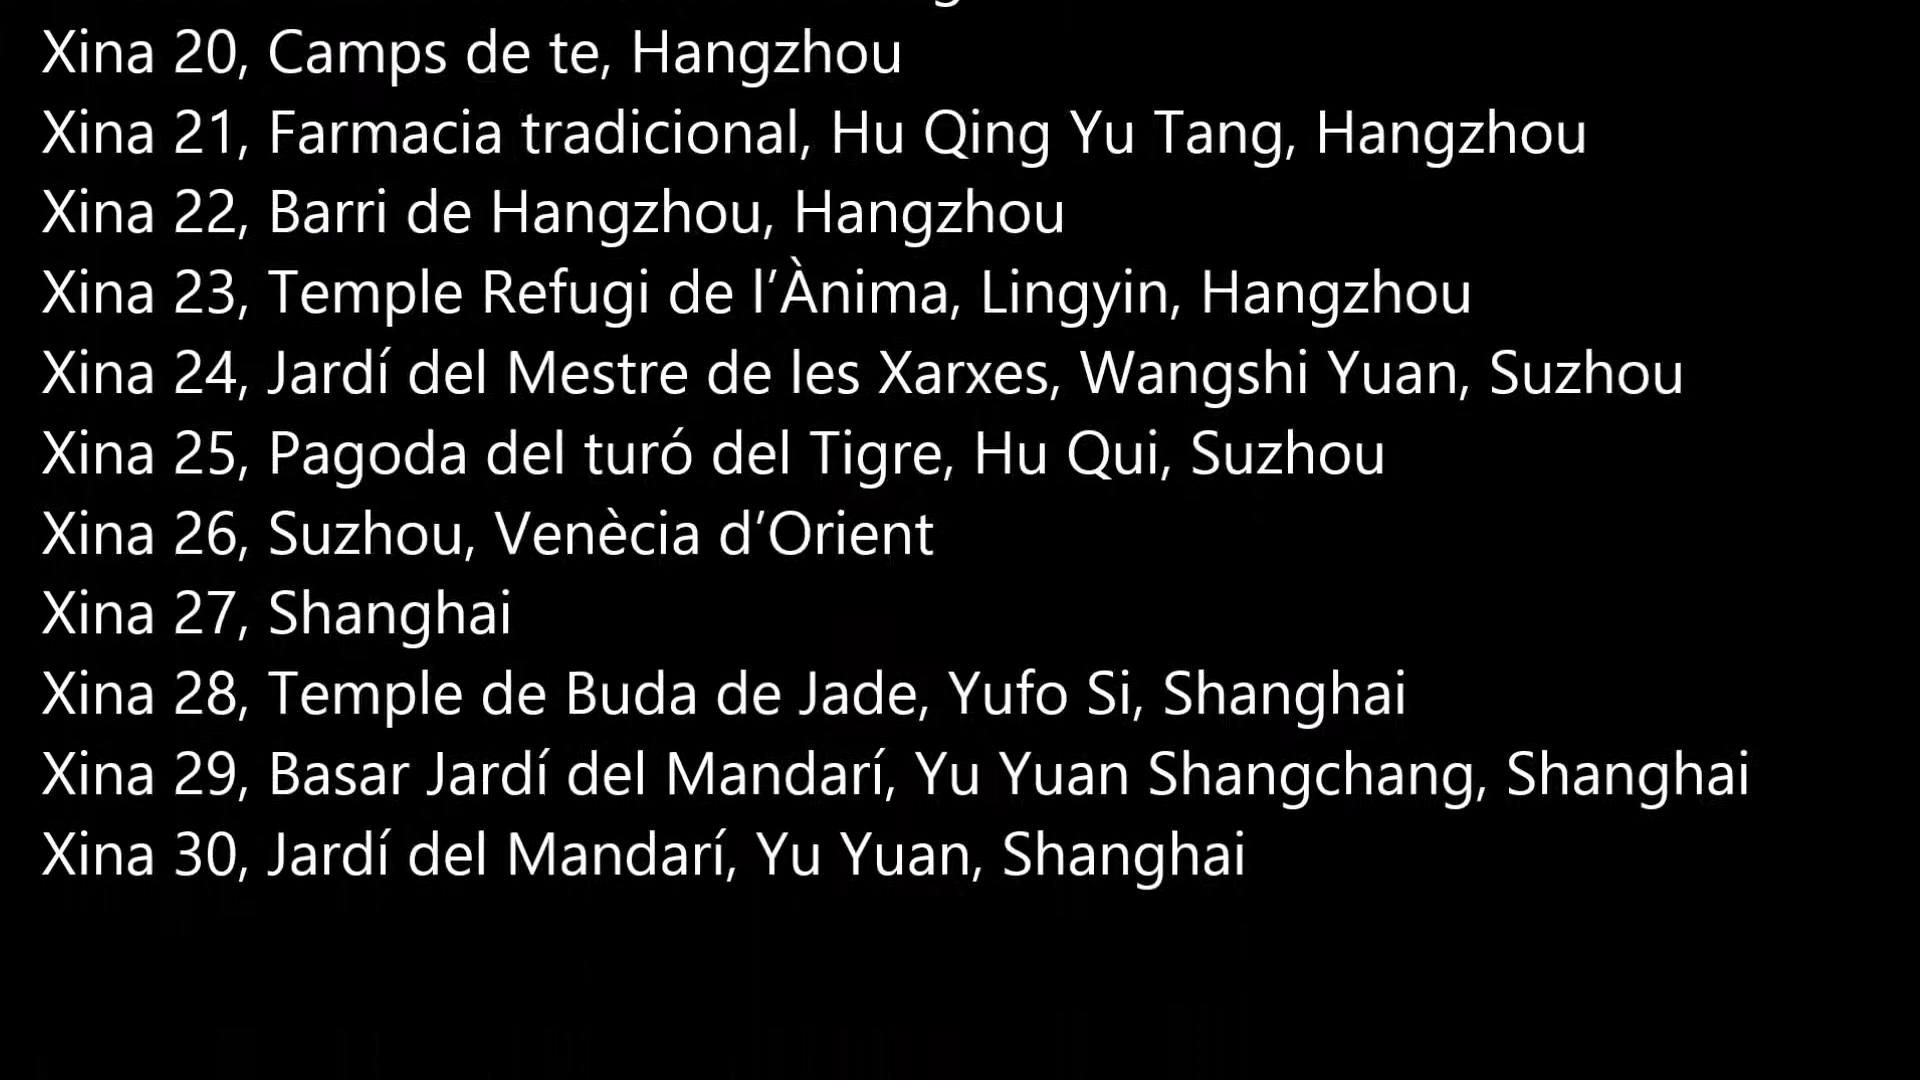 Xina 20, Camps de te, Hangzhou
Xina 21, Farmacia tradicional, Hu Qing Yu Tang, Hangzhou
Xina 22, Barri de Hangzhou, Hangzhou
Xina 23, Temple Refugi de l’Ànima, Lingyin, Hangzhou
Xina 24, Jardí del Mestre de les Xarxes, Wangshi Yuan, Suzhou
Xina 25, Pagoda del turó del Tigre, Hu Qui, Suzhou
Xina 26, Suzhou, Venècia d’Orient
Xina 27, Shanghai
Xina 28, Temple de Buda de Jade, Yufo Si, Shanghai
Xina 29, Basar Jardí del Mandarí, Yu Yuan Shangchang, Shanghai
Xina 30, Jardí del Mandarí, Yu Yuan, Shanghai